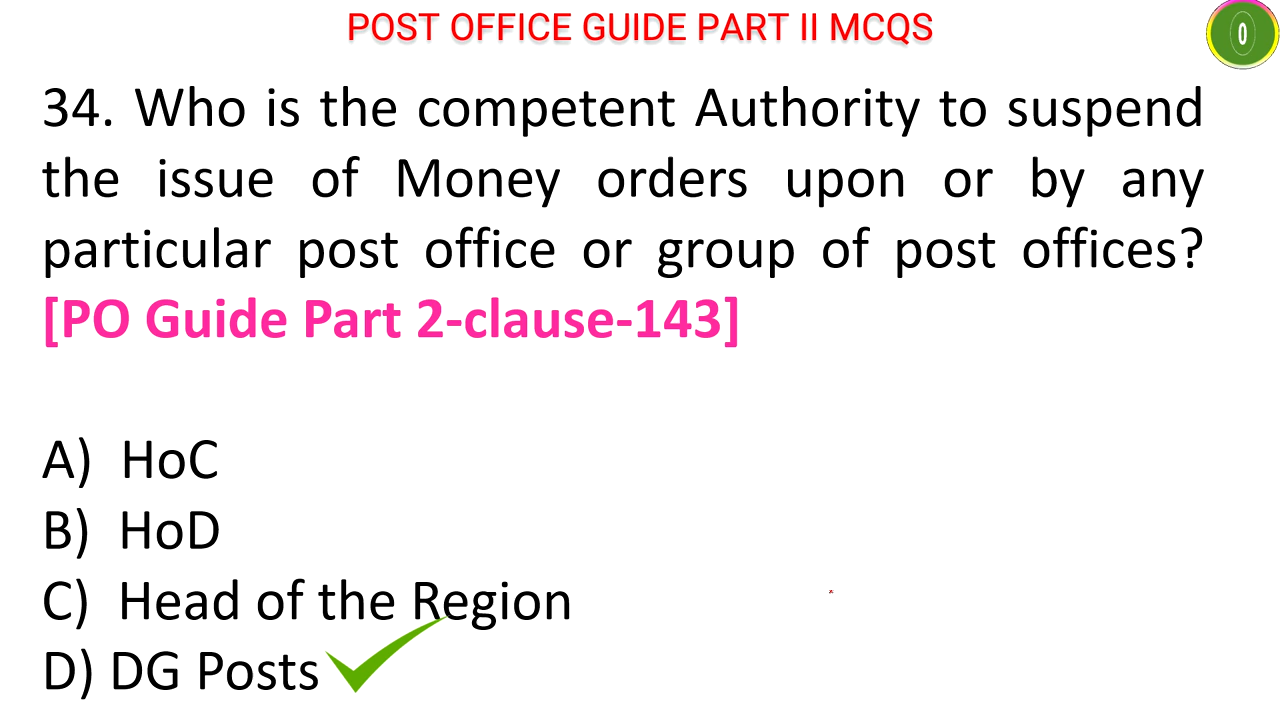 POST OFFICE GUIDE PART II MCQS
0
34. Who is the competent Authority to suspend
the issue of Money orders upon or by any
particular post office or group of post offices?
[PO Guide Part 2-clause-143]
A) HoC
B) HoD
C) Head of the Region
D) DG Posts